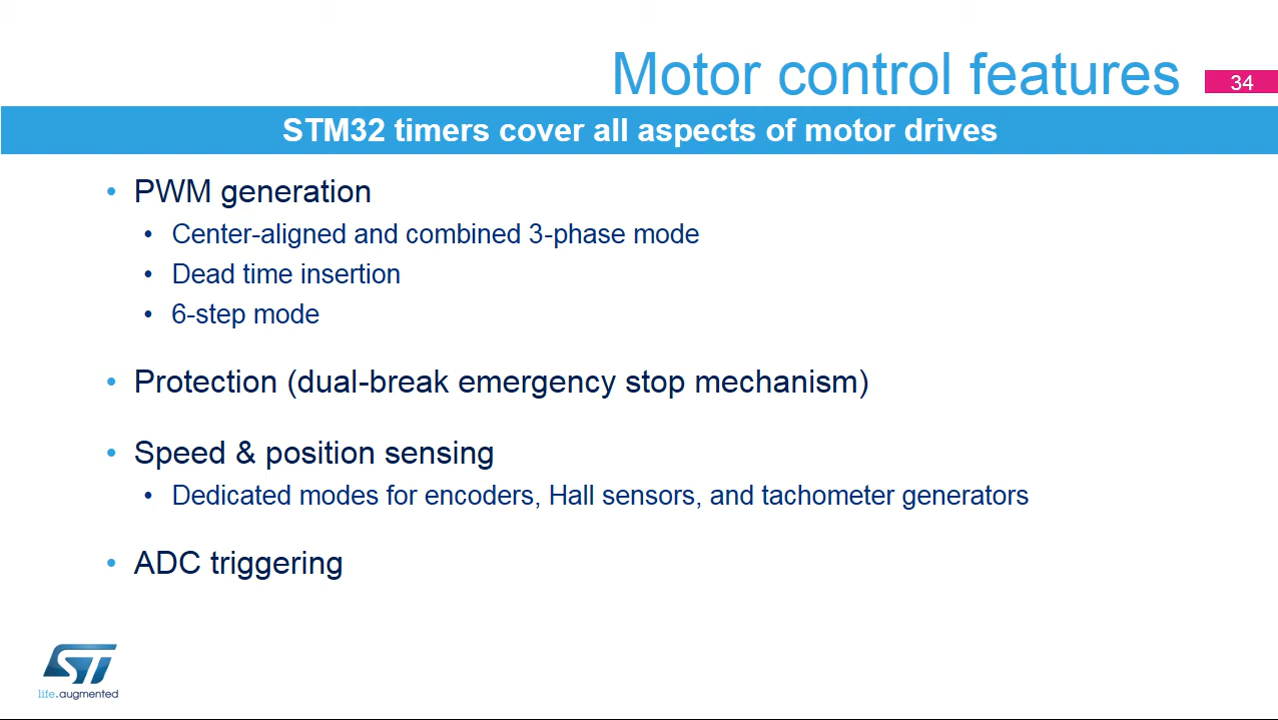 Motor control features
34
STM32 timers cover all aspects of motor drives
• PWM generation
• Center-aligned and combined 3-phase mode
• Dead time insertion
• 6-step mode
• Protection (dual-break emergency stop mechanism)
• Speed & position sensing
• Dedicated modes for encoders, Hall sensors, and tachometer generators
• ADC triggering
ST
life.augmented